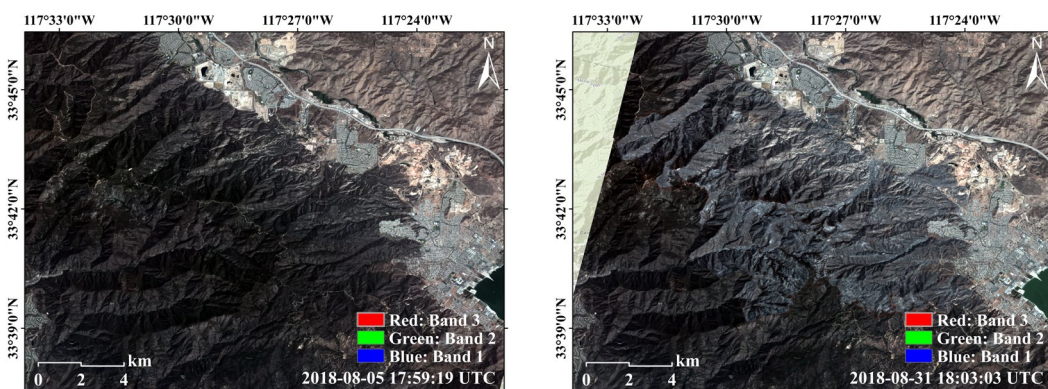 117°33'0"W 117°30'0"W 117°27'0"W 117°24'0"W
33°45'0"N
33°42'0"N
33°39'0"N
N
Red: Band 3
Green: Band 2
Blue: Band 1
km
0 2 4
2018-08-05 17:59:19 UTC
117°33'0"W 117°30'0"W 117°27'0"W 117°24'0"W
33°45'0"N
33°42'0"N
33°39'0"N
N
Red: Band 3
Green: Band 2
Blue: Band 1
km
0 2 4
2018-08-31 18:03:03 UTC